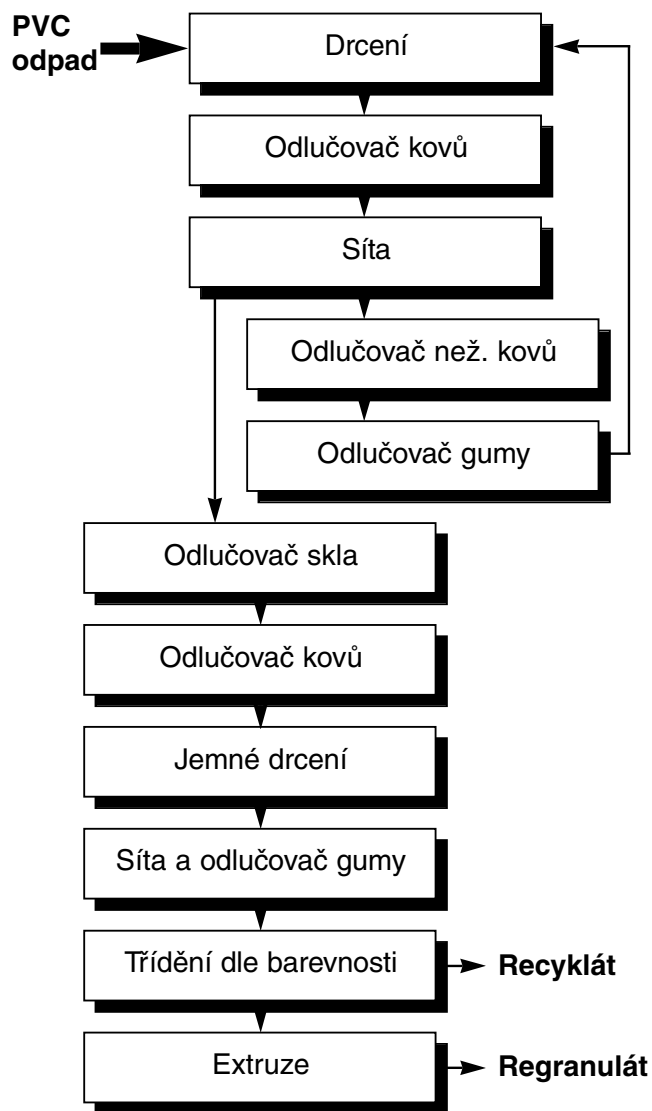 PVC
odpad
Drcení
Odlučovač kovů
Síta
Odlučovač než. kovů
Odlučovač gumy
Odlučovač skla
Odlučovač kovů
Jemné drcení
Síta a odlučovač gumy
Třídění dle barevnosti
Recyklát
Extruze
Regranulát